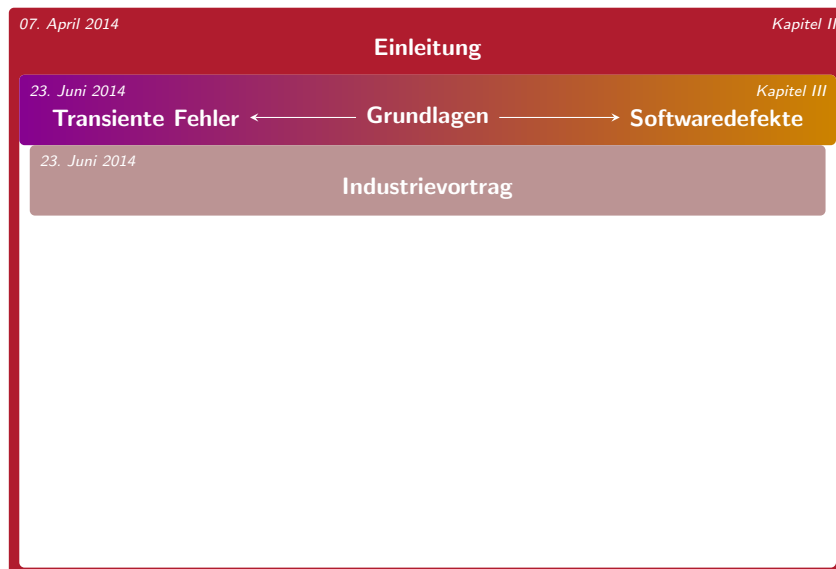 07. April 2014 Kapitel II
Einleitung
23. Juni 2014 Kapitel III
Transiente Fehler Grundlagen Softwaredefekte
23. Juni 2014
Industrievortrag